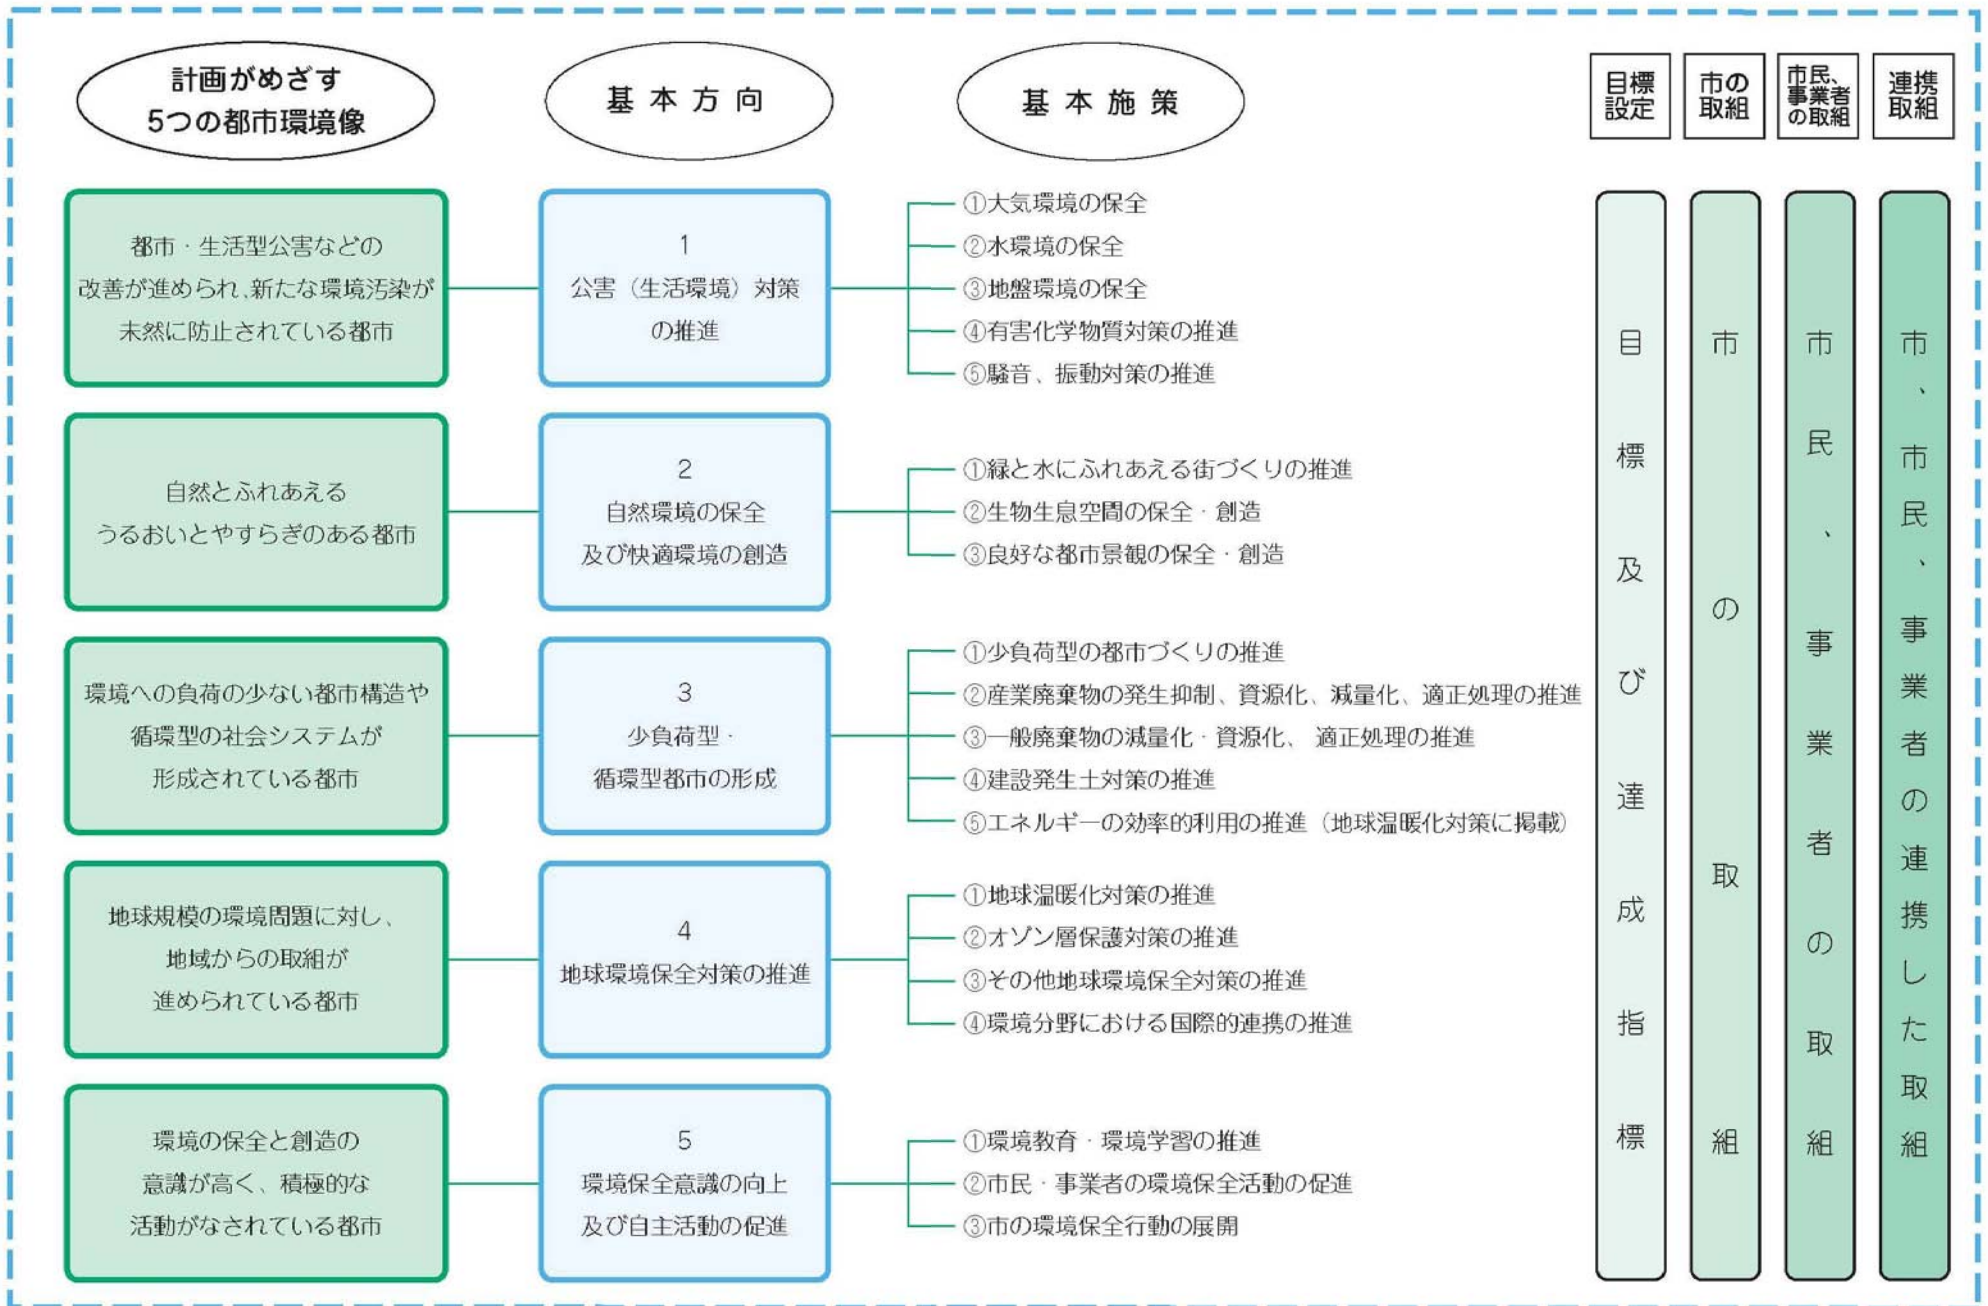 計画がめざす
5つの都市環境像
基本方向
基本施策
目標
設定
市の
取組
市民、
事業者
の取組
連携
取組
都市・生活型公害などの
改善が進められ、新たな環境汚染が
未然に防止されている都市
1
公害（生活環境）対策
の推進
①大気環境の保全
②水環境の保全
③地盤環境の保全
④有害化学物質対策の推進
⑤騒音、振動対策の推進
自然とふれあえる
うるおいとやすらぎのある都市
2
自然環境の保全
及び快適環境の創造
①緑と水にふれあえる街づくりの推進
②生物生息空間の保全・創造
③良好な都市景観の保全・創造
環境への負荷の少ない都市構造や
循環型の社会システムが
形成されている都市
3
少負荷型・
循環型都市の形成
①少負荷型の都市づくりの推進
②産業廃棄物の発生抑制、資源化、減量化、適正処理の推進
③一般廃棄物の減量化・資源化、適正処理の推進
④建設発生土対策の推進
⑤エネルギーの効率的利用の推進（地球温暖化対策に掲載）
地球規模の環境問題に対し、
地域からの取組が
進められている都市
4
地球環境保全対策の推進
①地球温暖化対策の推進
②オゾン層保護対策の推進
③その他地球環境保全対策の推進
④環境分野における国際的連携の推進
環境の保全と創造の
意識が高く、積極的な
活動がなされている都市
5
環境保全意識の向上
及び自主活動の促進
①環境教育・環境学習の推進
②市民・事業者の環境保全活動の促進
③市の環境保全行動の展開
目標及び達成指標
市の取組
市民、事業者の取組
市、市民、事業者の連携した取組